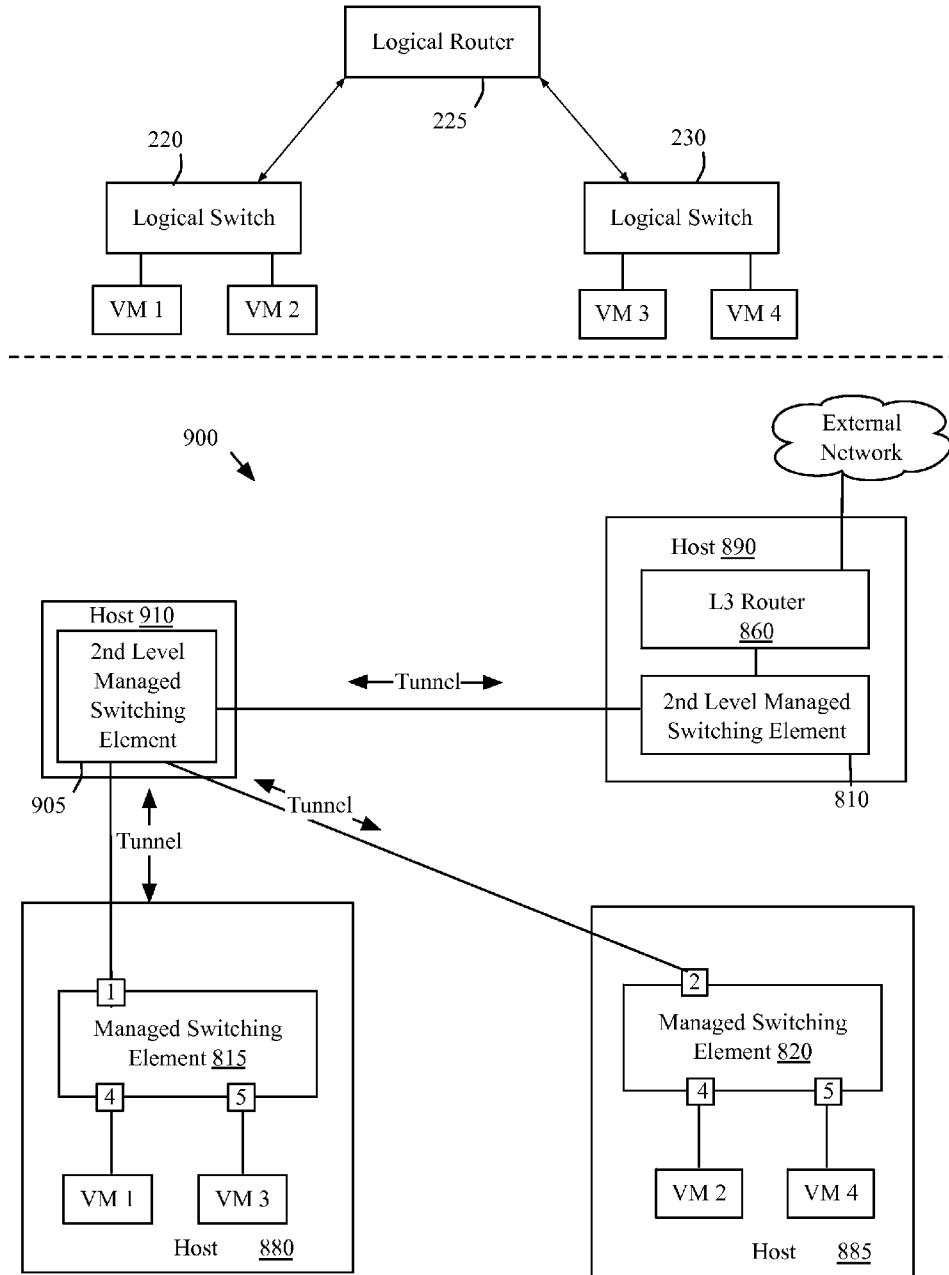 Logical Router
225
220
230
Logical Switch
Logical Switch
VM 1
VM 2
VM 3
VM 4
900
External
Network
Host 890
L3 Router
860
Host 910
2nd Level
Managed
Switching
Element
Tunnel
2nd Level Managed
Switching Element
905
810
Tunnel
Tunnel
1
2
Managed Switching
Element 815
Managed Switching
Element 820
4
5
4
5
VM 1
VM 3
VM 2
VM 4
Host 880
Host 885